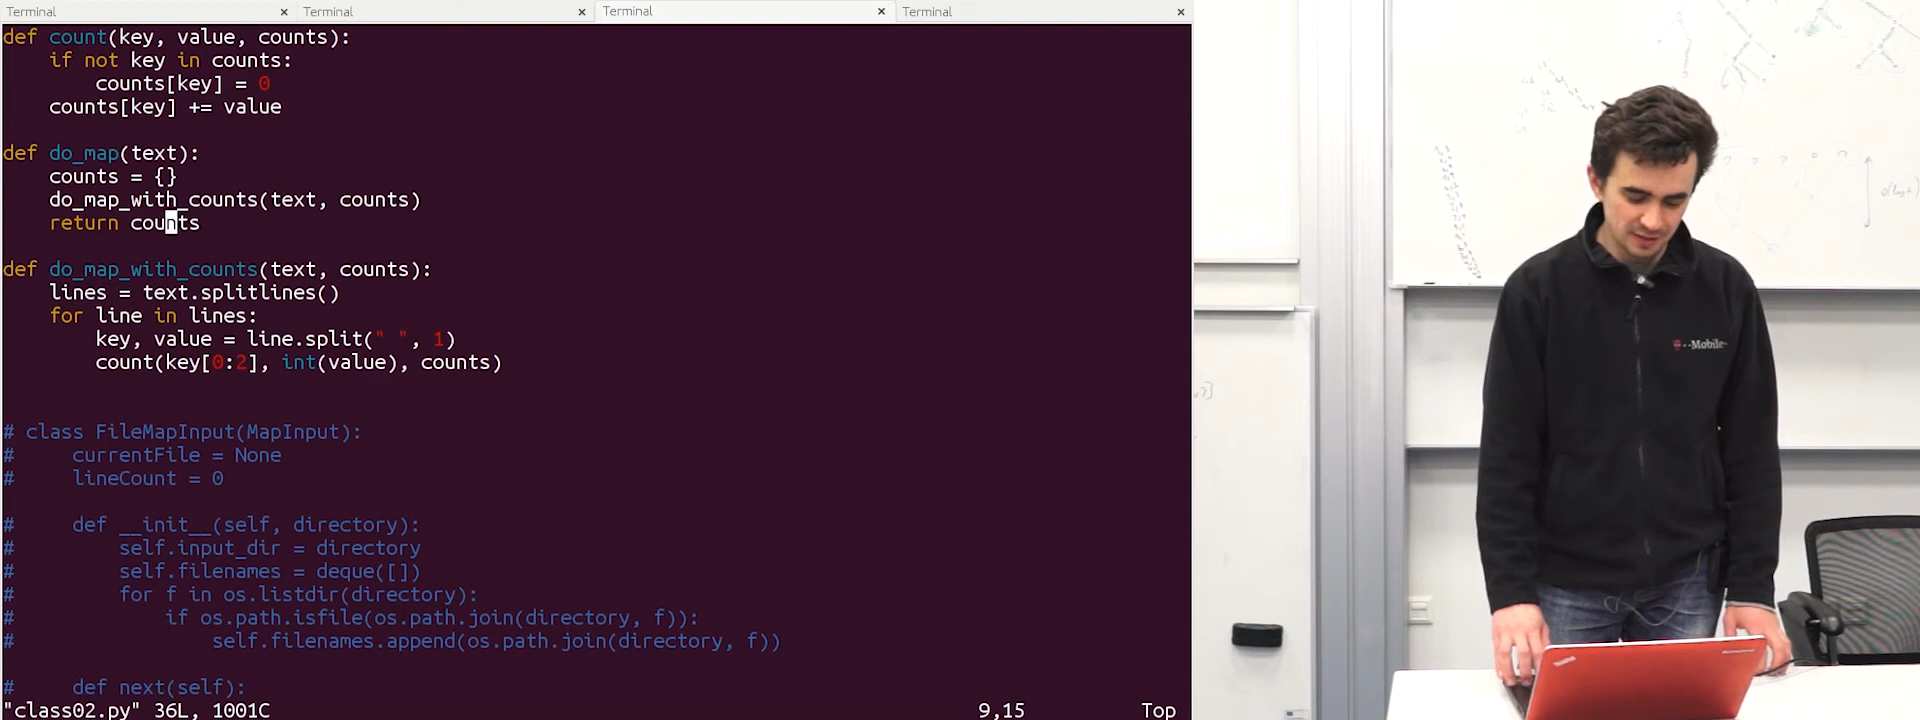 Terminal × Terminal × Terminal × Terminal ×
def count(key, value, counts):
    if not key in counts:
        counts[key] = 0
    counts[key] += value
def do_map(text):
    counts = {}
    do_map_with_counts(text, counts)
    return counts
def do_map_with_counts(text, counts):
    lines = text.splitlines()
    for line in lines:
        key, value = line.split(" ", 1)
        count(key[0:2], int(value), counts)
# class FileMapInput(MapInput):
#     currentFile = None
#     lineCount = 0
#     def __init__(self, directory):
#         self.input_dir = directory
#         self.filenames = deque([])
#         for f in os.listdir(directory):
#             if os.path.isfile(os.path.join(directory, f)):
#                 self.filenames.append(os.path.join(directory, f))
#     def next(self):
"class02.py" 36L, 1001C 9,15 Top
T··Mobile·